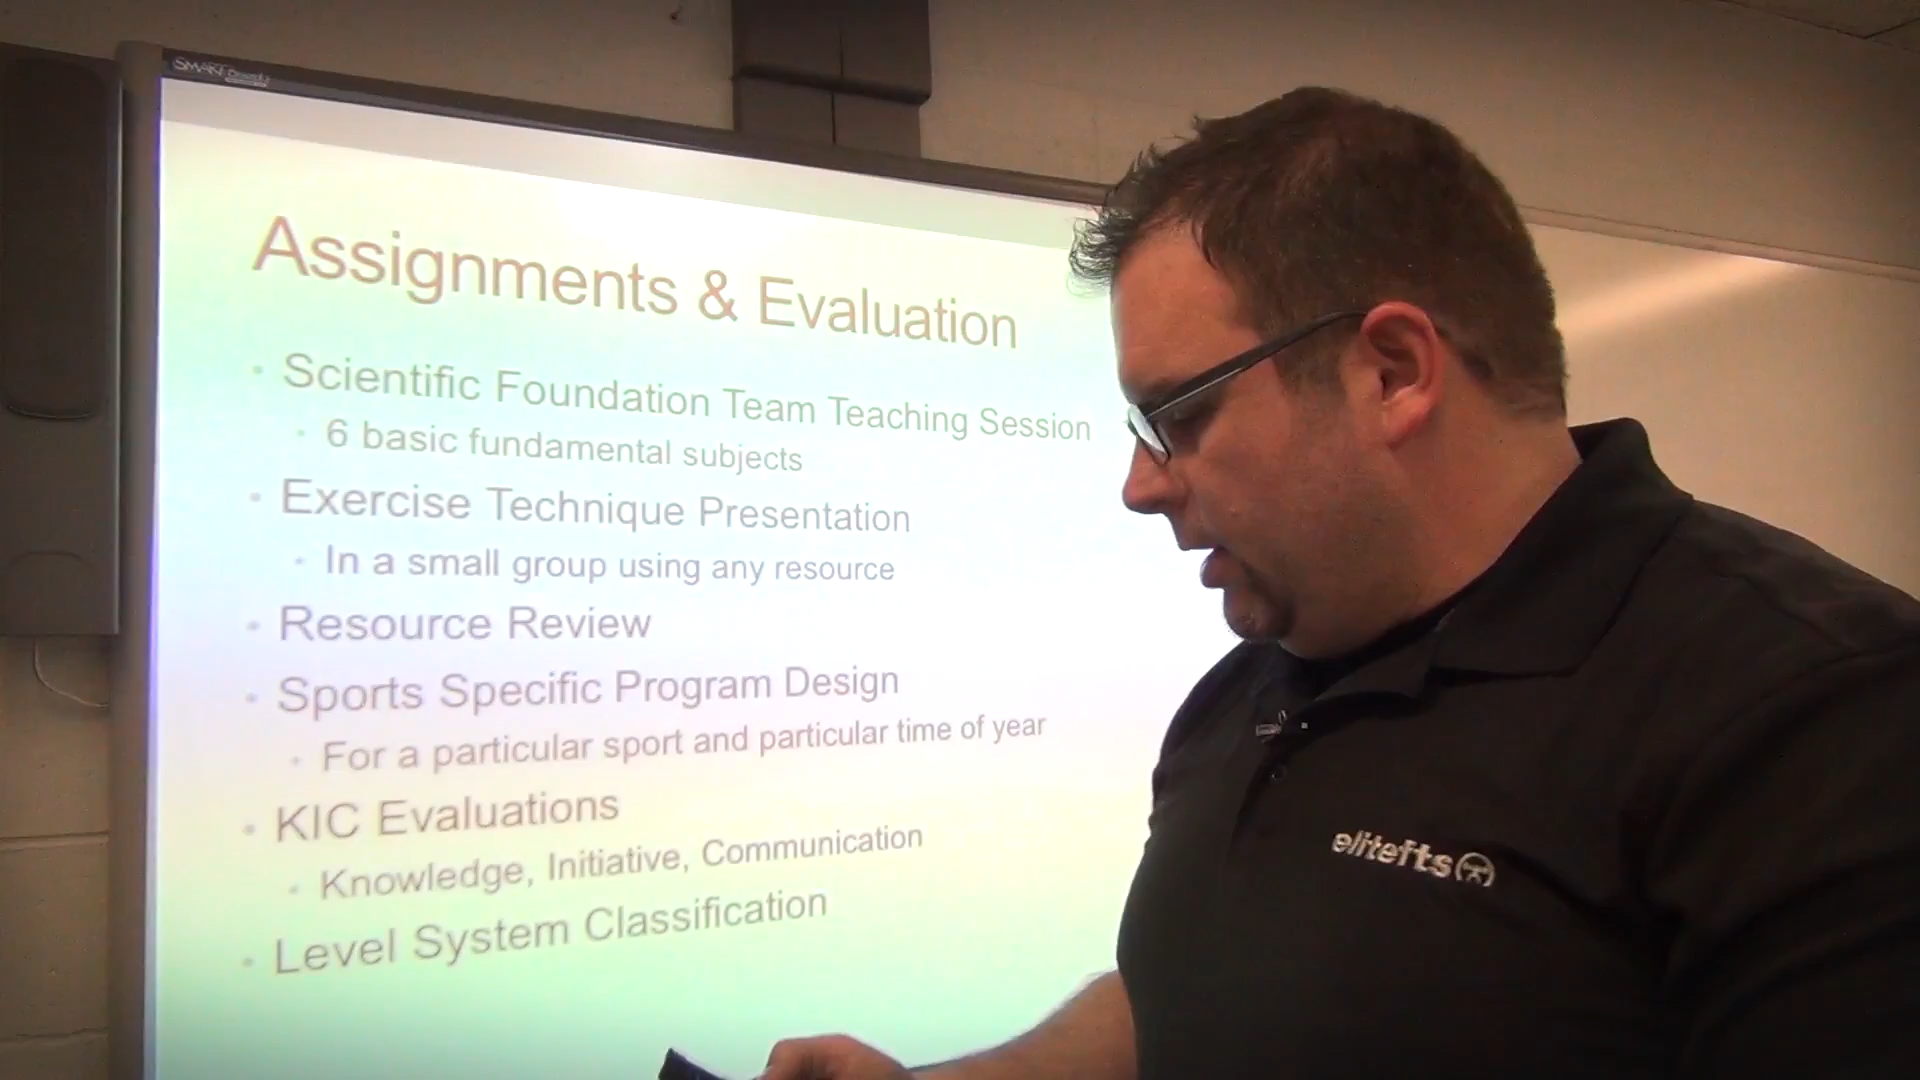 SMART Board
Assignments & Evaluation
• Scientific Foundation Team Teaching Session
• 6 basic fundamental subjects
• Exercise Technique Presentation
• In a small group using any resource
• Resource Review
• Sports Specific Program Design
• For a particular sport and particular time of year
• KIC Evaluations
• Knowledge, Initiative, Communication
• Level System Classification
elitefts